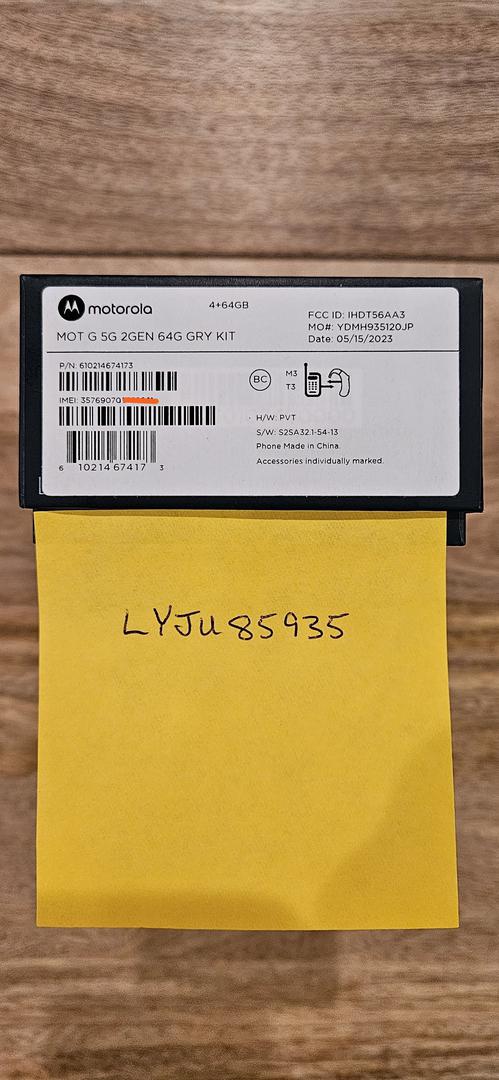 motorola
4+64GB
MOT G 5G 2GEN 64G GRY KIT
FCC ID: IHDT56AA3
MO#: YDMH935120JP
Date: 05/15/2023
P/N: 610214674173
IMEI: 35769070
6 10214 67417 3
BC
M3
T3
H/W: PVT
S/W: S2SA32.1-54-13
Phone Made in China.
Accessories individually marked.
LYJU85935